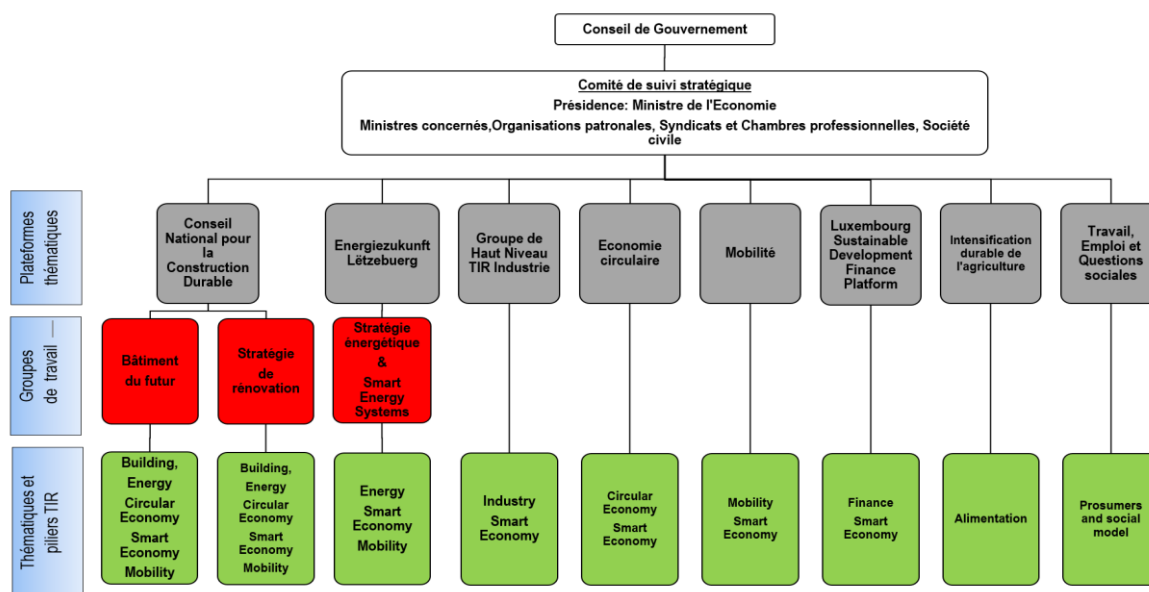 Conseil de Gouvernement
Comité de suivi stratégique
Présidence: Ministre de l'Economie
Ministres concernés,Organisations patronales, Syndicats et Chambres professionnelles, Société
civile
Plateformes
thématiques
Conseil
National pour
la
Construction
Durable
Energiezukunft
Lëtzebuerg
Groupe de
Haut Niveau
TIR Industrie
Economie
circulaire
Mobilité
Luxembourg
Sustainable
Development
Finance
Platform
Intensification
durable de
l'agriculture
Travail,
Emploi et
Questions
sociales
Groupes
de travail
Bâtiment
du futur
Stratégie
de
rénovation
Stratégie
énergétique
&
Smart
Energy
Systems
Thématiques et
piliers TIR
Building,
Energy
Circular
Economy
Smart
Economy
Mobility
Building,
Energy
Circular
Economy
Smart
Economy
Mobility
Energy
Smart
Economy
Mobility
Industry
Smart
Economy
Circular
Economy
Smart
Economy
Mobility
Smart
Economy
Finance
Smart
Economy
Alimentation
Prosumers
and social
model